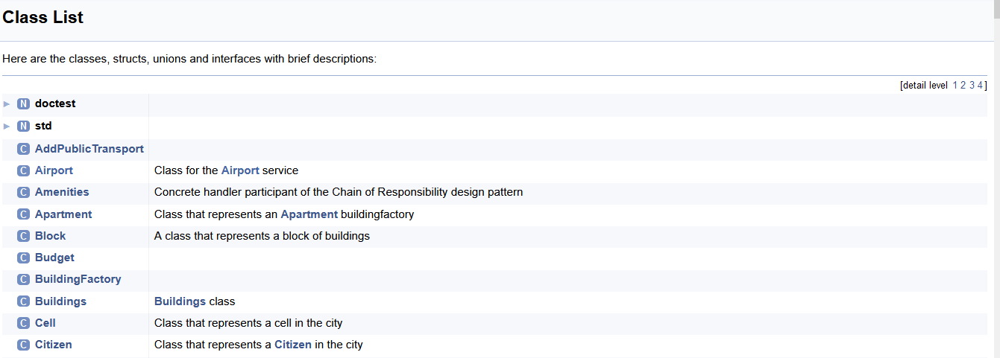 Class List
Here are the classes, structs, unions and interfaces with brief descriptions:
[detail level 1 2 3 4]
N doctest
N std
C AddPublicTransport
C Airport Class for the Airport service
C Amenities Concrete handler participant of the Chain of Responsibility design pattern
C Apartment Class that represents an Apartment buildingfactory
C Block A class that represents a block of buildings
C Budget
C BuildingFactory
C Buildings Buildings class
C Cell Class that represents a cell in the city
C Citizen Class that represents a Citizen in the city